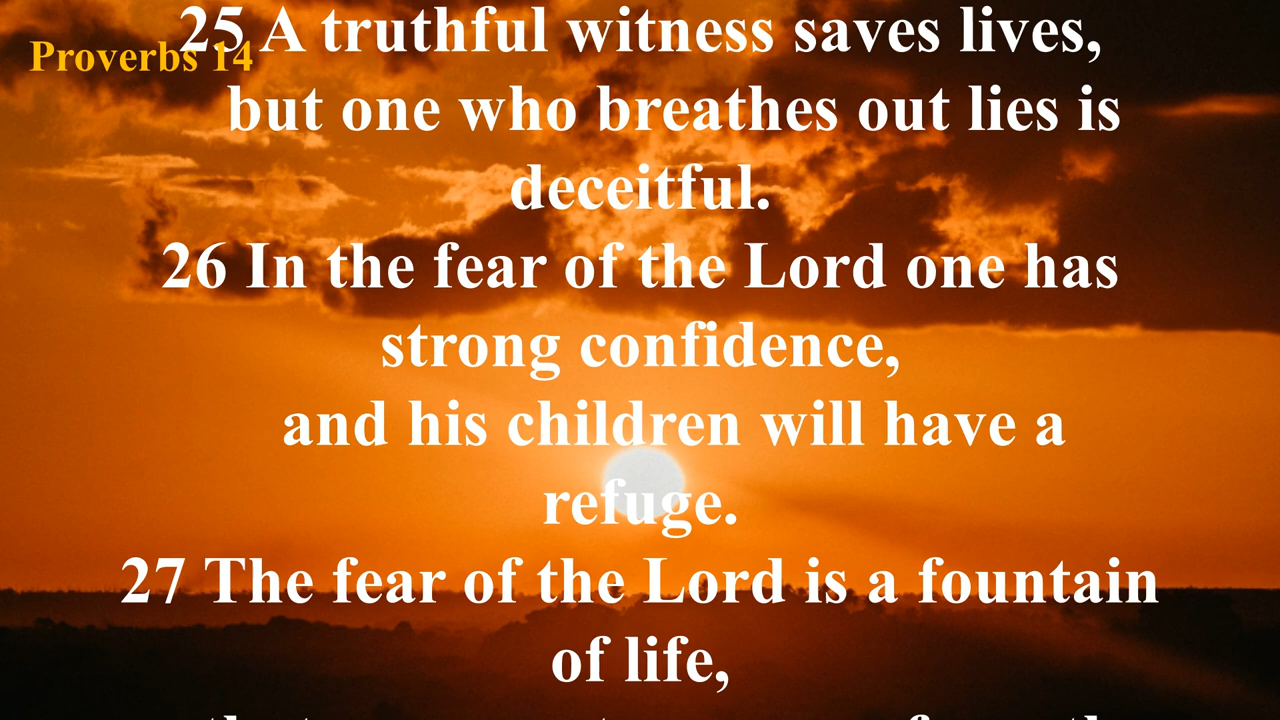 Proverbs 14
25 A truthful witness saves lives,
but one who breathes out lies is
deceitful.
26 In the fear of the Lord one has
strong confidence,
and his children will have a
refuge.
27 The fear of the Lord is a fountain
of life,